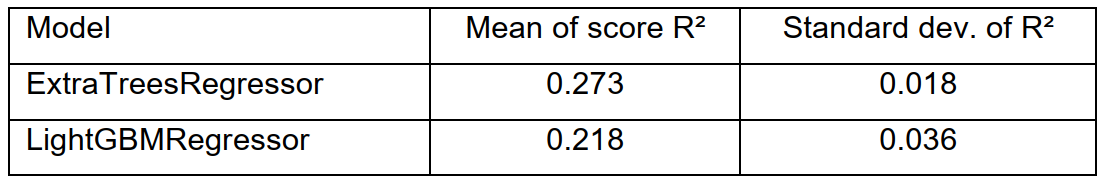 Model Mean of score R² Standard dev. of R²
ExtraTreesRegressor 0.273 0.018
LightGBMRegressor 0.218 0.036